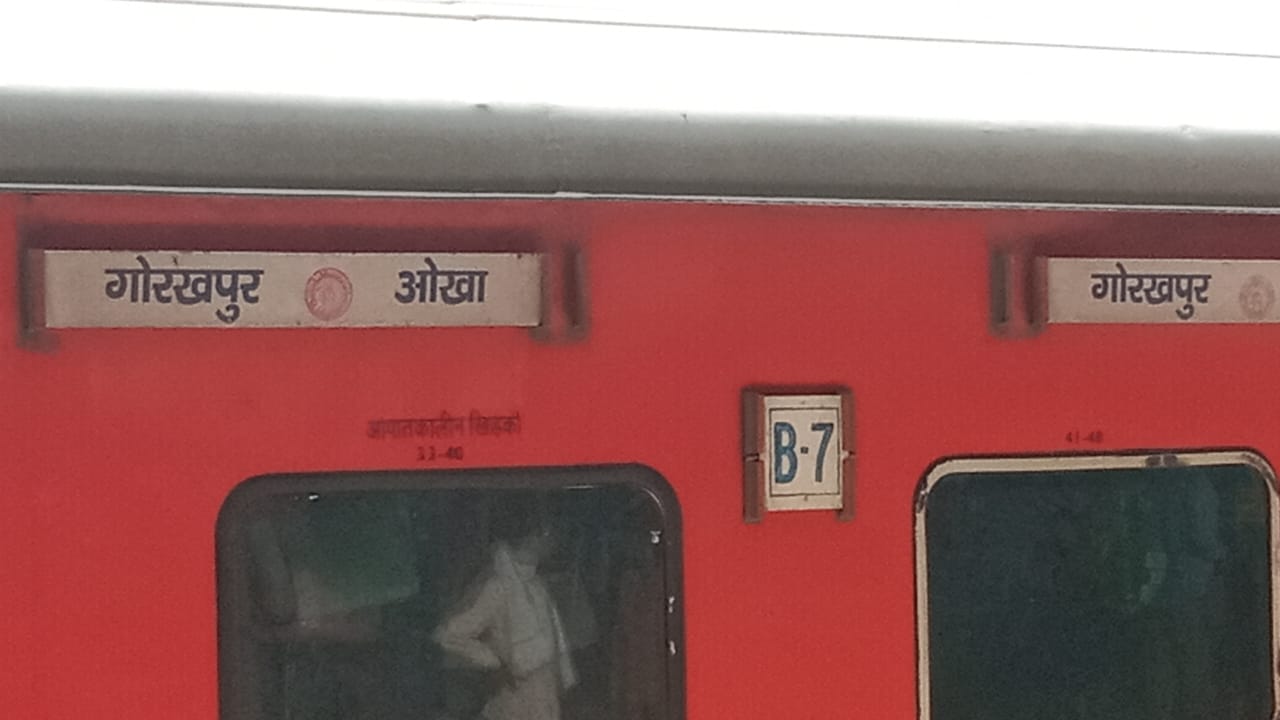 गोरखपुर ओखा
गोरखपुर
आपातकालीन खिड़की
33-40
B-7
41-48